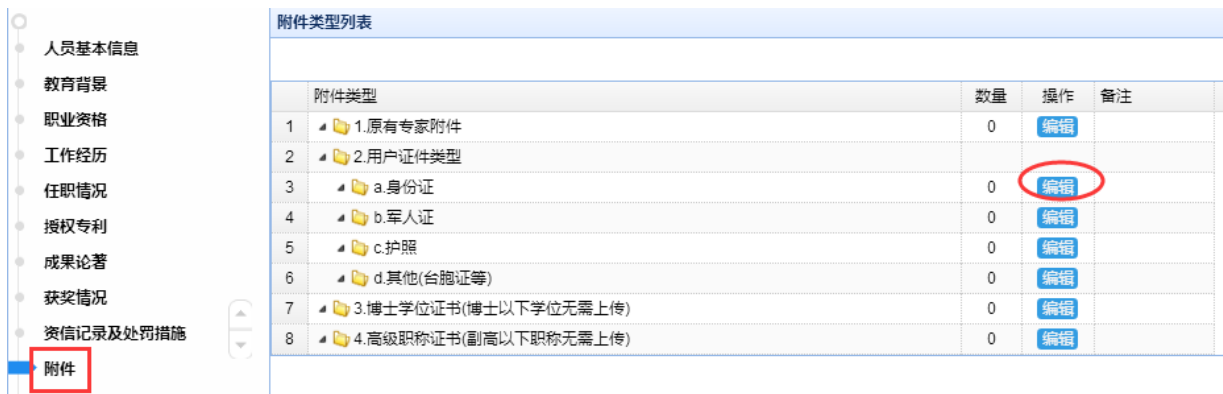 人员基本信息
教育背景
职业资格
工作经历
任职情况
授权专利
成果论著
获奖情况
资信记录及处罚措施
附件
附件类型列表
附件类型 数量 操作 备注
1 1.原有专家附件 0 编辑
2 2.用户证件类型
3 a.身份证 0 编辑
4 b.军人证 0 编辑
5 c.护照 0 编辑
6 d.其他(台胞证等) 0 编辑
7 3.博士学位证书(博士以下学位无需上传) 0 编辑
8 4.高级职称证书(副高以下职称无需上传) 0 编辑